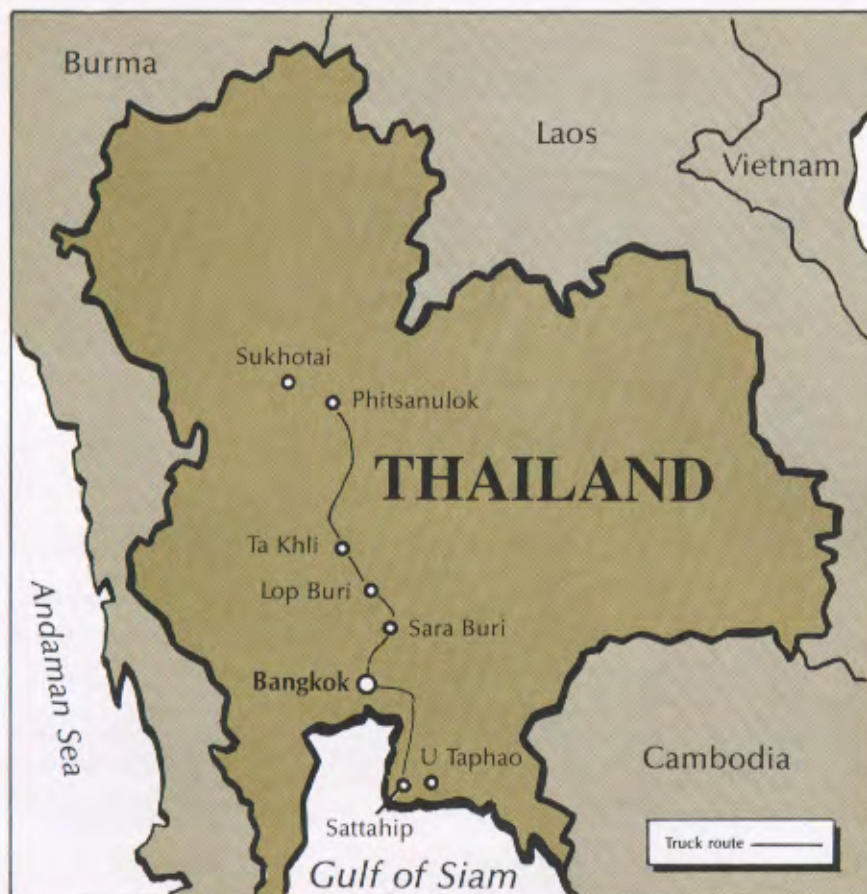 Burma
Laos
Vietnam
Sukhotai
Phitsanulok
THAILAND
Ta Khli
Lop Buri
Sara Buri
Andaman Sea
Bangkok
U Taphao
Cambodia
Sattahip
Truck route
Gulf of Siam